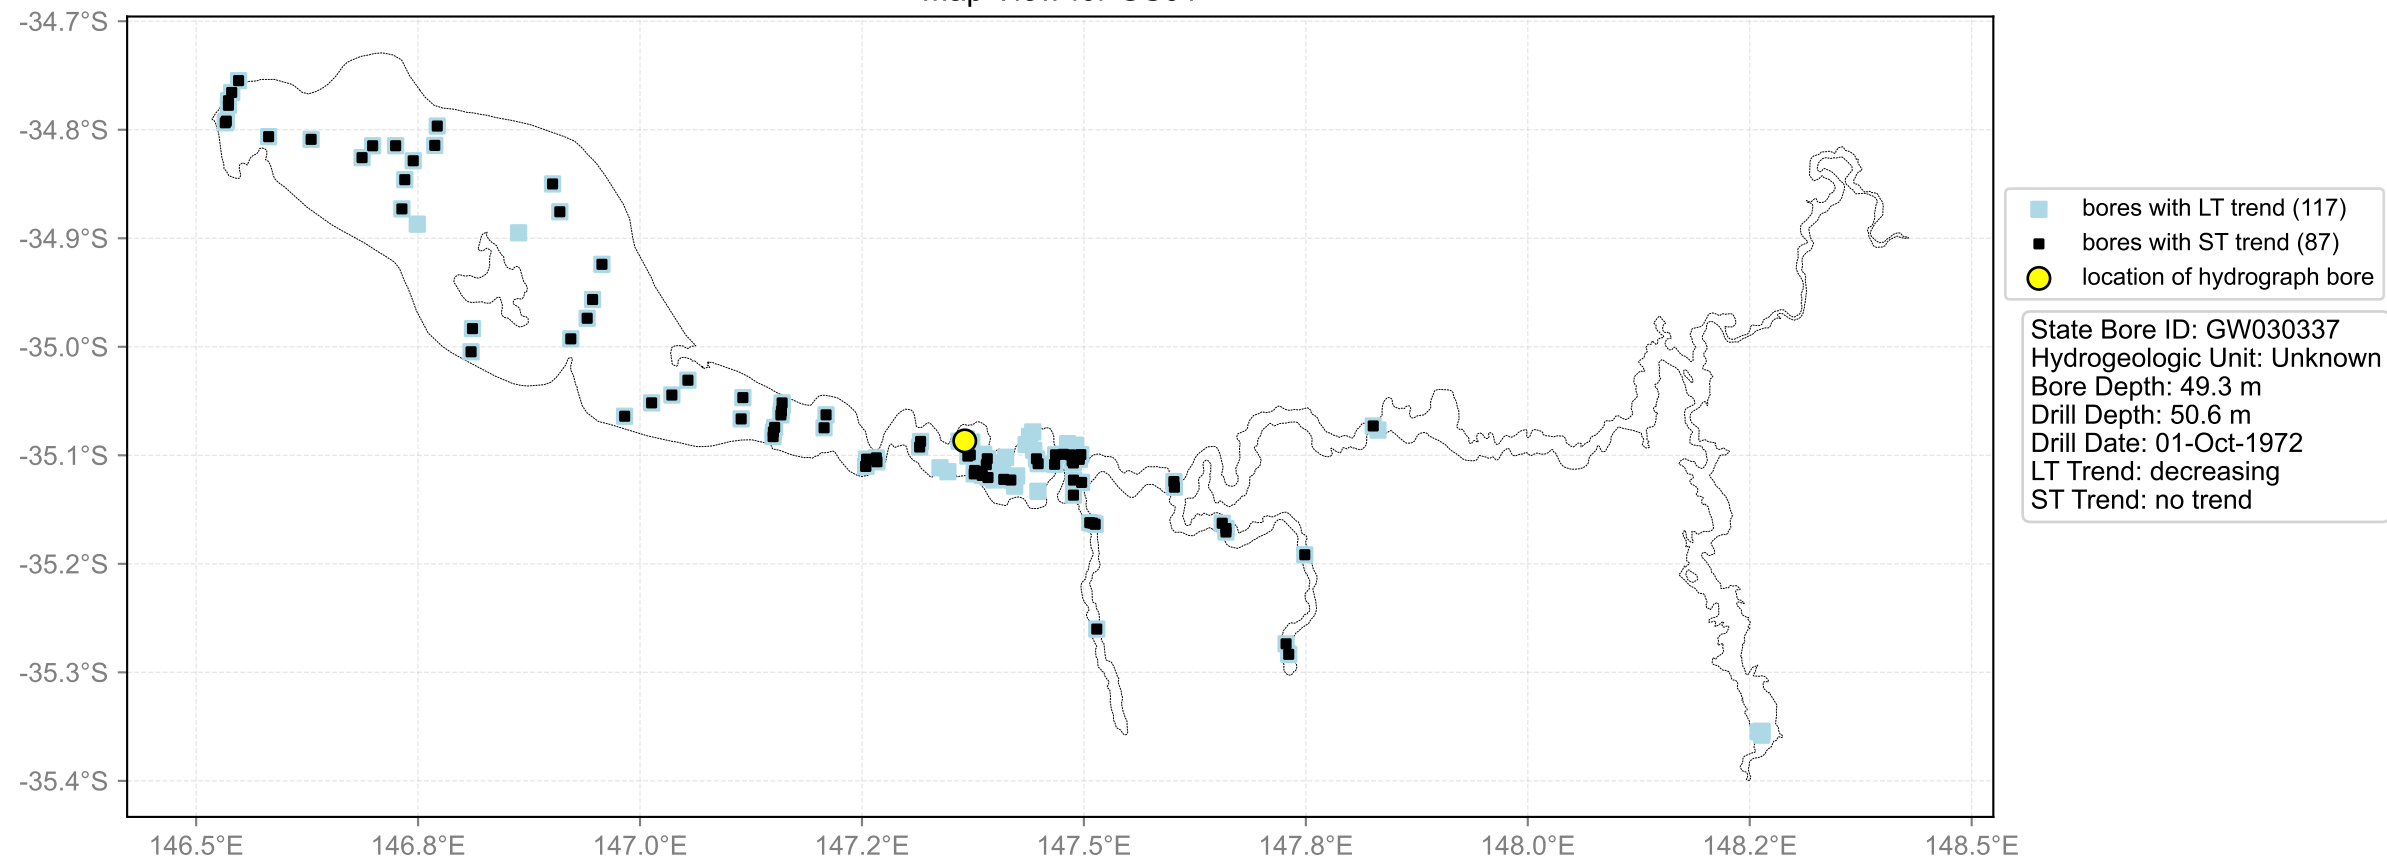 -34.7°S
-34.8°S
-34.9°S
-35.0°S
-35.1°S
-35.2°S
-35.3°S
-35.4°S
146.5°E
146.8°E
147.0°E
147.2°E
147.5°E
147.8°E
148.0°E
148.2°E
148.5°E
bores with LT trend (117)
bores with ST trend (87)
location of hydrograph bore
State Bore ID: GW030337
Hydrogeologic Unit: Unknown
Bore Depth: 49.3 m
Drill Depth: 50.6 m
Drill Date: 01-Oct-1972
LT Trend: decreasing
ST Trend: no trend